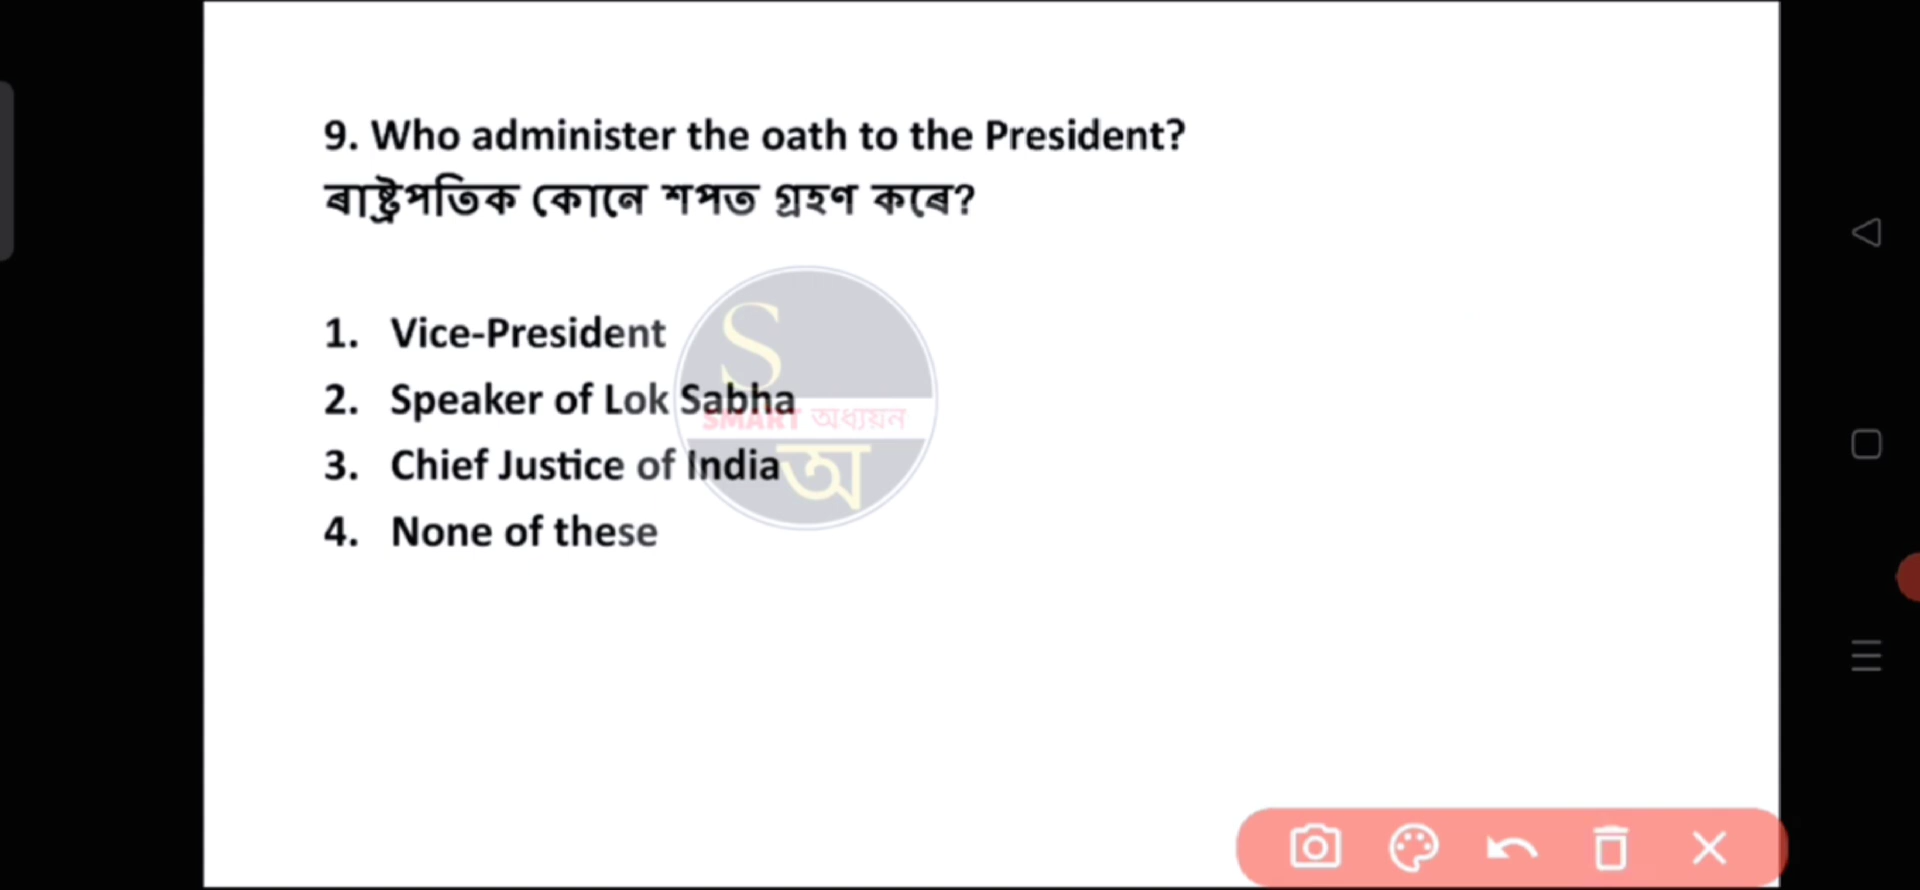 9. Who administer the oath to the President?
ৰাষ্ট্ৰপতিক কোনে শপত গ্ৰহণ কৰে?
1. Vice-President
2. Speaker of Lok Sabha
3. Chief Justice of India
4. None of these
S
SMART অধ্যয়ন
অ